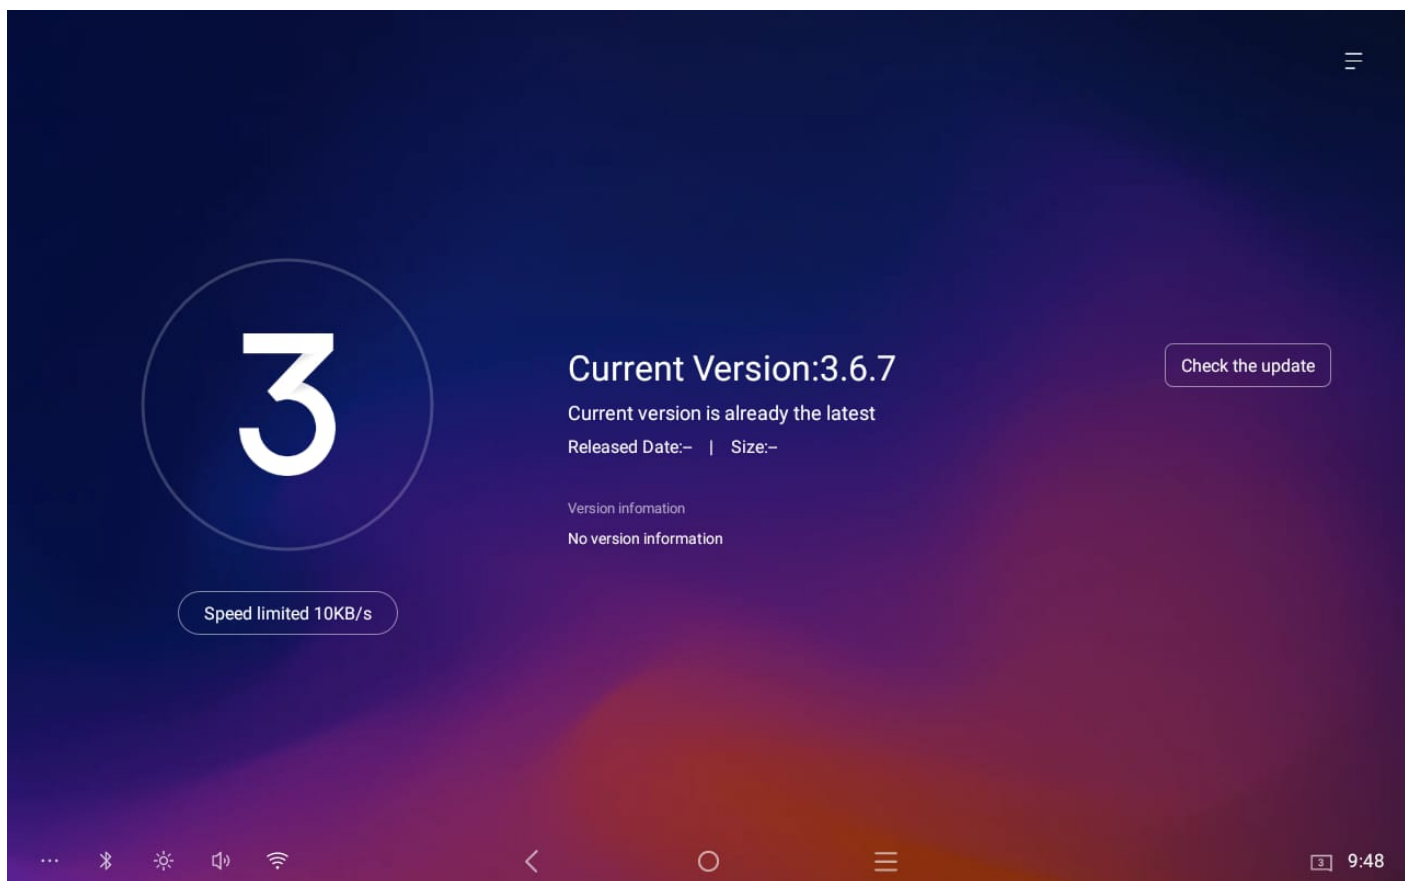 3
Current Version:3.6.7
Check the update
Current version is already the latest
Released Date:-- | Size:--
Version infomation
No version information
Speed limited 10KB/s
3 9:48